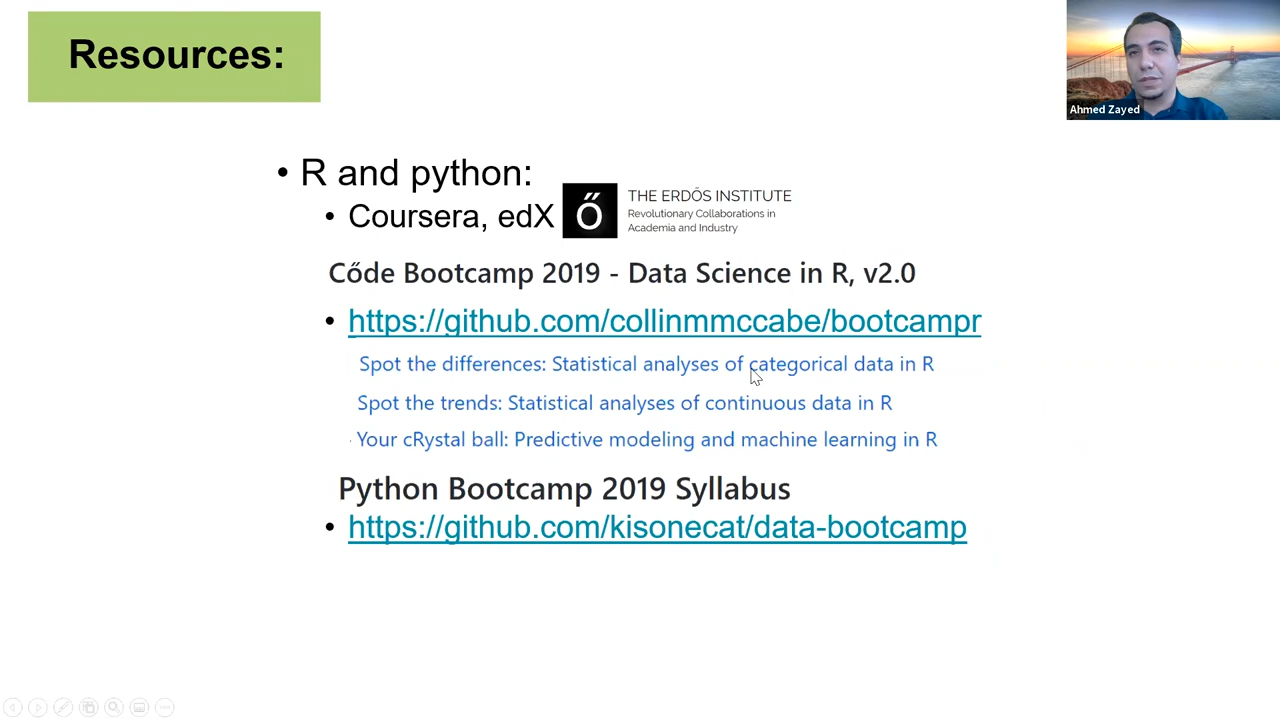 Resources:
Ahmed Zayed
• R and python:
• Coursera, edX
Ő
THE ERDŐS INSTITUTE
Revolutionary Collaborations in
Academia and Industry
Cőde Bootcamp 2019 - Data Science in R, v2.0
• https://github.com/collinmmccabe/bootcampr
Spot the differences: Statistical analyses of categorical data in R
Spot the trends: Statistical analyses of continuous data in R
Your cRystal ball: Predictive modeling and machine learning in R
Python Bootcamp 2019 Syllabus
• https://github.com/kisonecat/data-bootcamp